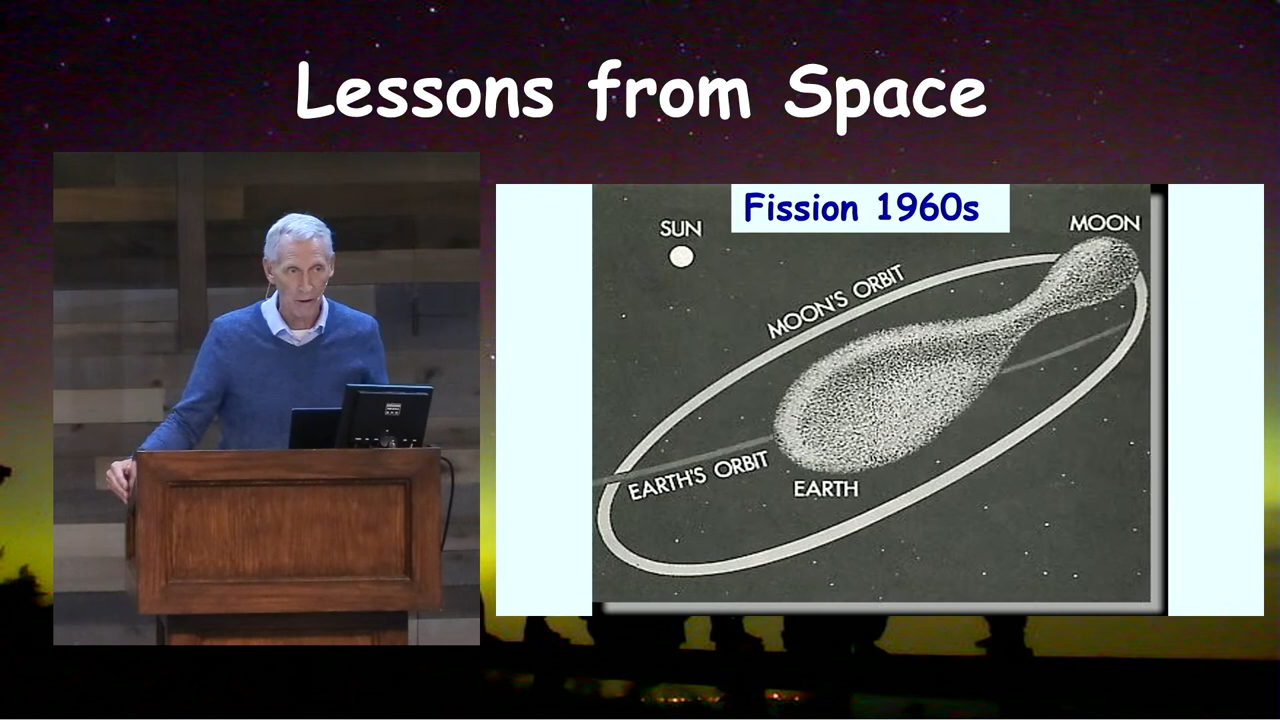 Lessons from Space
Fission 1960s
SUN
MOON
MOON'S ORBIT
EARTH'S ORBIT
EARTH